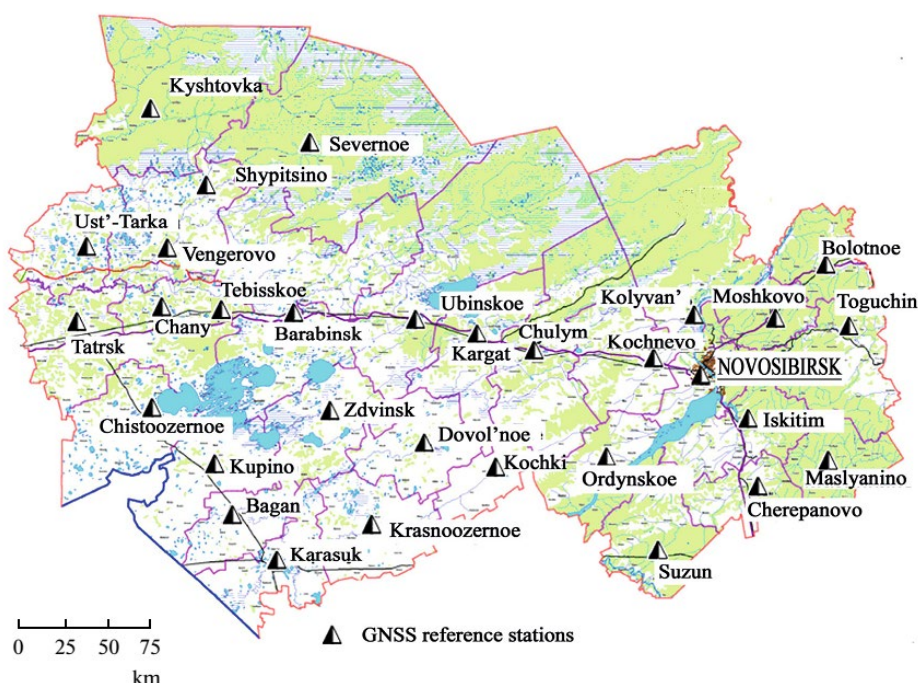 Kyshtovka
Severnoe
Shypitsino
Ust’-Tarka
Vengerovo
Bolotnoe
Tebisskoe
Ubinskoe
Kolyvan’
Moshkovo
Toguchin
Chany
Barabinsk
Tatrsk
Kargat
Chulym
Kochnevo
NOVOSIBIRSK
Chistoozernoe
Zdvinsk
Iskitim
Dovol’noe
Kupino
Kochki
Ordynskoe
Maslyanino
Bagan
Krasnoozernoe
Cherepanovo
Karasuk
Suzun
GNSS reference stations
0 25 50 75
km